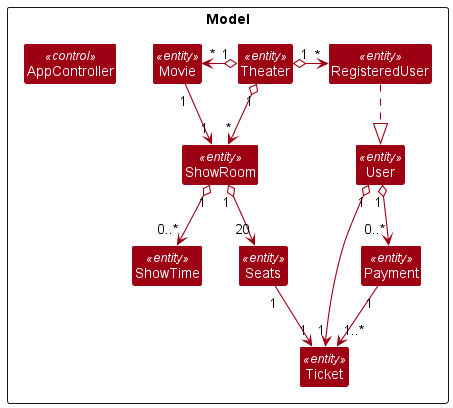 Model
«control»
AppController
«entity»
Movie
* 1
«entity»
Theater
1 *
«entity»
RegisteredUser
1
1
1
*
«entity»
ShowRoom
«entity»
User
1
1
1
1
0..*
20
0..*
«entity»
ShowTime
«entity»
Seats
«entity»
Payment
1
1
1
1
1..*
«entity»
Ticket